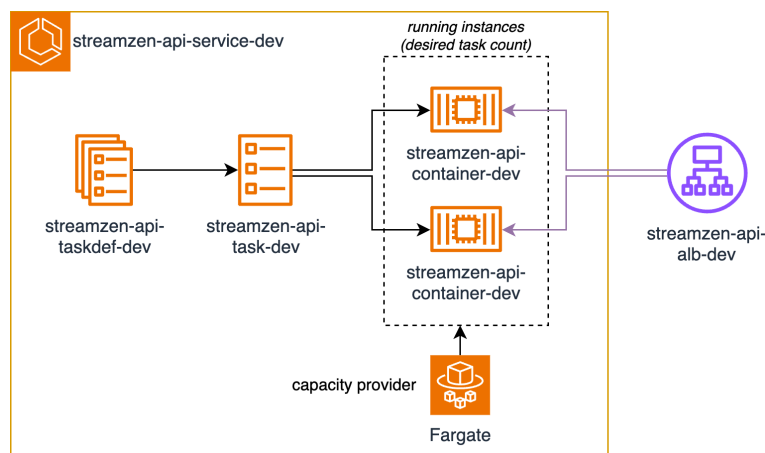 streamzen-api-service-dev
running instances
(desired task count)
streamzen-api-
container-dev
streamzen-api-
taskdef-dev
streamzen-api-
task-dev
streamzen-api-
container-dev
streamzen-api-
alb-dev
capacity provider
Fargate